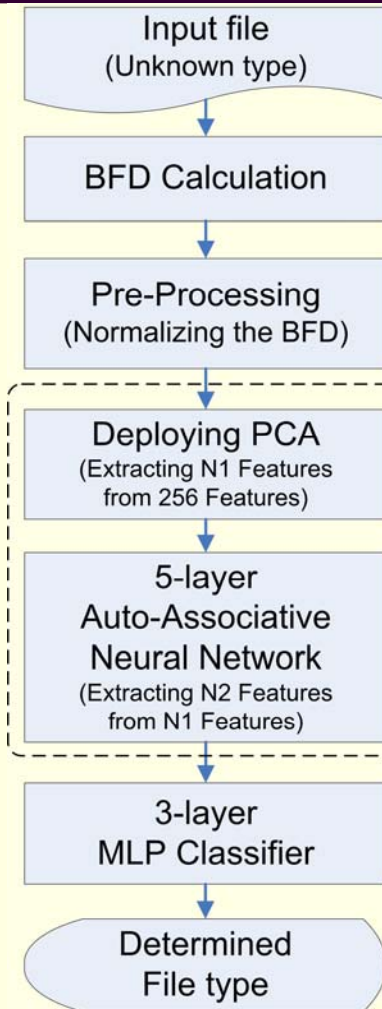 Input file
(Unknown type)
BFD Calculation
Pre-Processing
(Normalizing the BFD)
Deploying PCA
(Extracting N1 Features
from 256 Features)
5-layer
Auto-Associative
Neural Network
(Extracting N2 Features
from N1 Features)
3-layer
MLP Classifier
Determined
File type